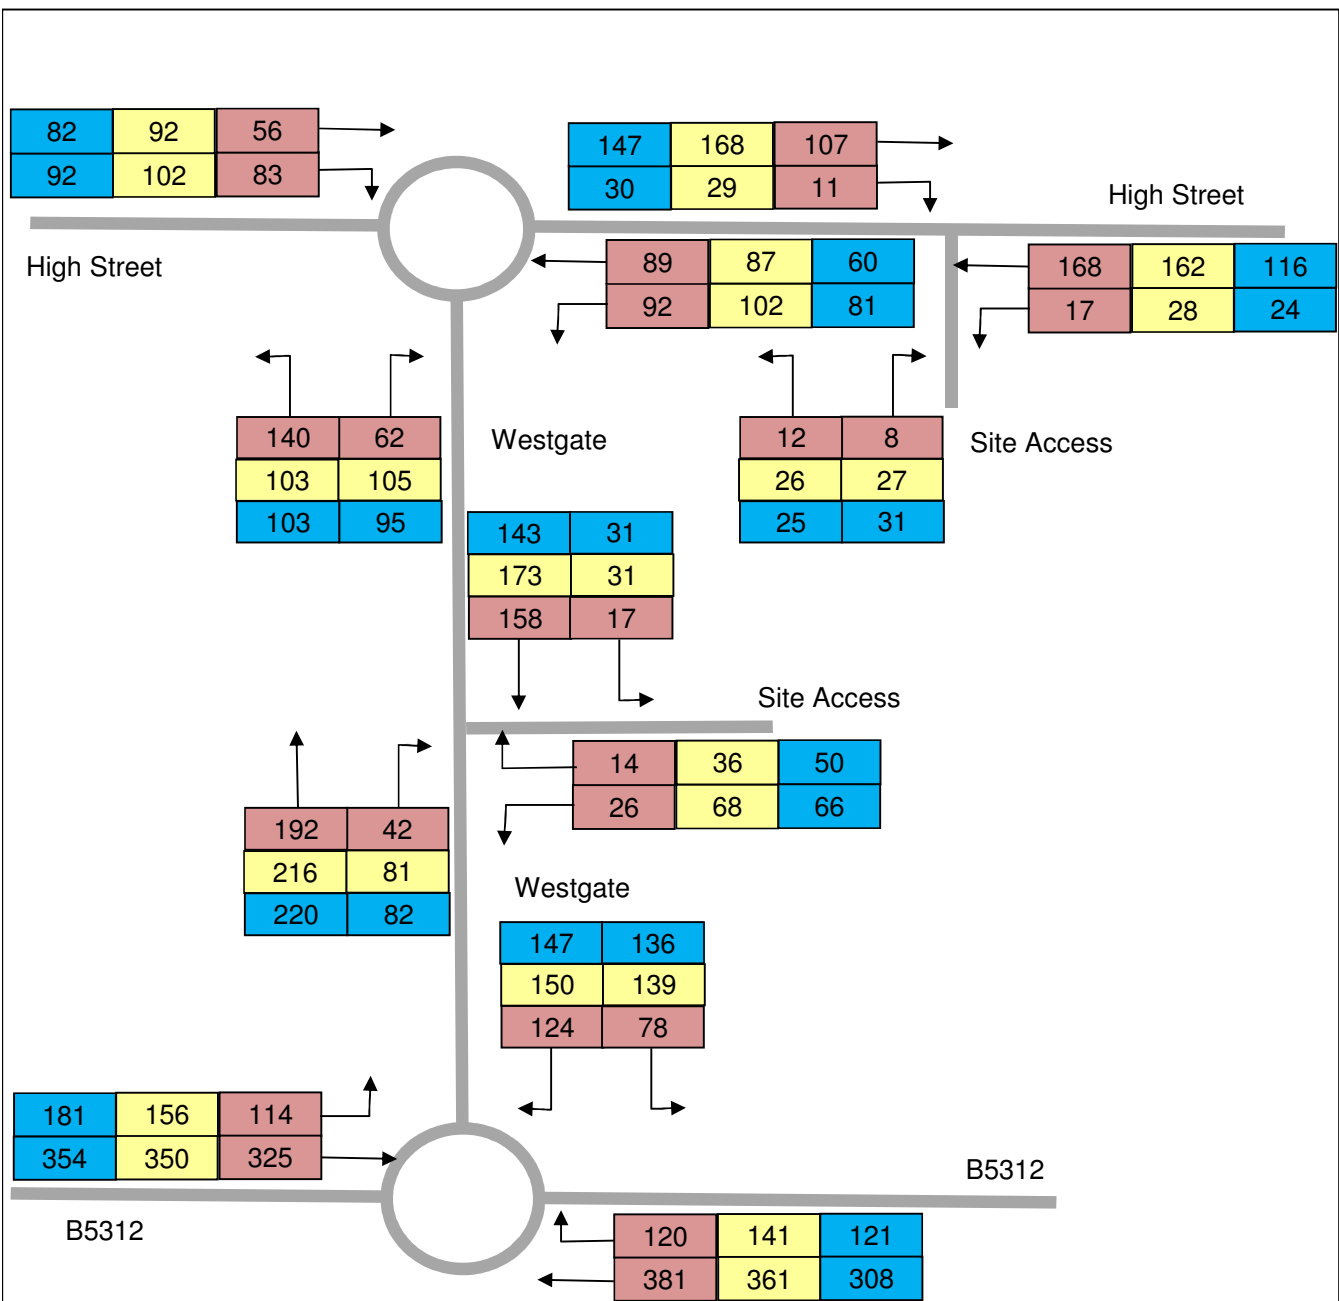 82 92 56
92 102 83
147 168 107
30 29 11
High Street
High Street
89 87 60
92 102 81
168 162 116
17 28 24
140 62
103 105
103 95
Westgate
12 8
26 27
25 31
Site Access
143 31
173 31
158 17
Site Access
14 36 50
26 68 66
192 42
216 81
220 82
Westgate
147 136
150 139
124 78
181 156 114
354 350 325
B5312
B5312
120 141 121
381 361 308